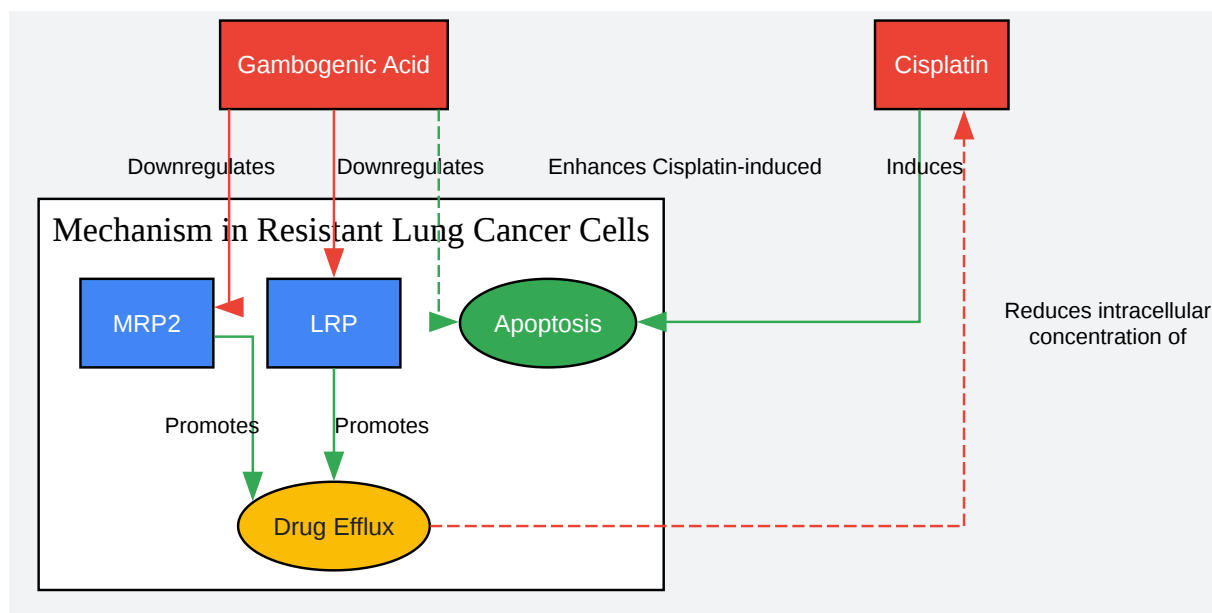 Gambogenic Acid
Cisplatin
Downregulates
Downregulates
Enhances Cisplatin-induced
Induces
Mechanism in Resistant Lung Cancer Cells
MRP2
LRP
Apoptosis
Reduces intracellular
concentration of
Promotes
Promotes
Drug Efflux